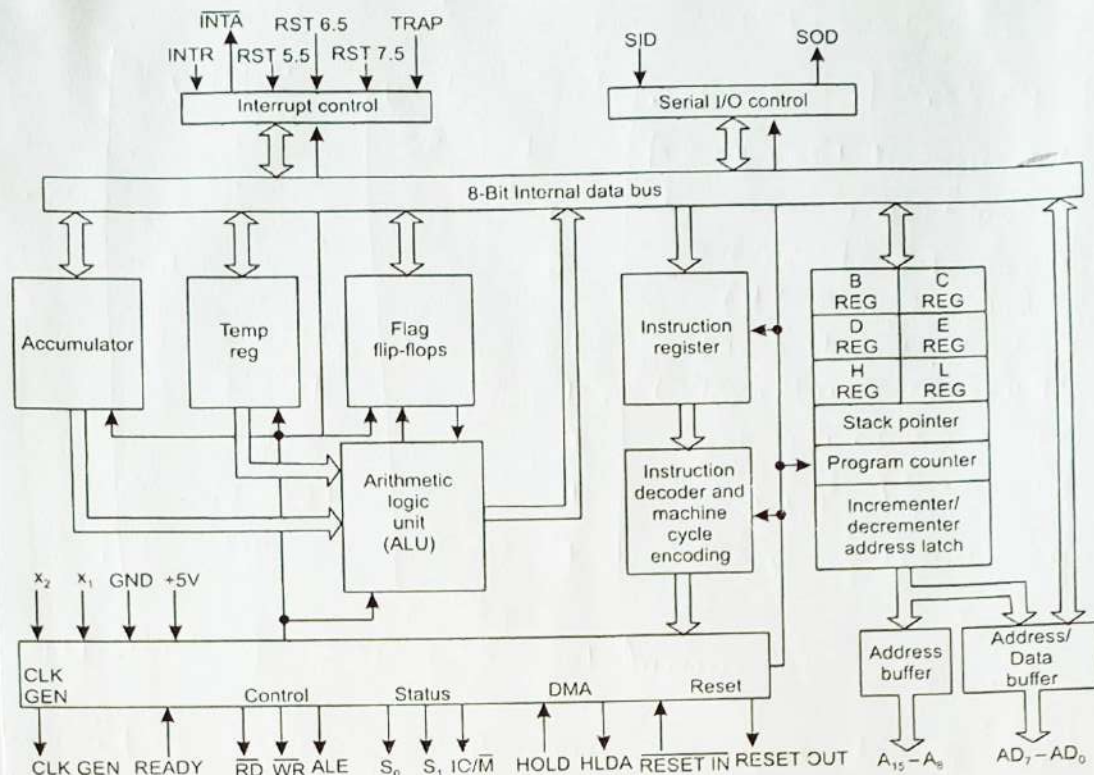 INTA
RST 6.5
TRAP
INTR
RST 5.5
RST 7.5
SID
SOD
Interrupt control
Serial I/O control
8-Bit Internal data bus
Accumulator
Temp
reg
Flag
flip-flops
Instruction
register
B
REG
C
REG
D
REG
E
REG
H
REG
L
REG
Stack pointer
Program counter
Incrementer/
decrementer
address latch
Arithmetic
logic
unit
(ALU)
Instruction
decoder and
machine
cycle
encoding
x₂
x₁
GND
+5V
CLK
GEN
Control
Status
DMA
Reset
Address
buffer
Address/
Data
buffer
CLK GEN
READY
RD
WR
ALE
S₀
S₁
IO/M
HOLD
HLDA
RESET IN
RESET OUT
A₁₅–A₈
AD₇–AD₀